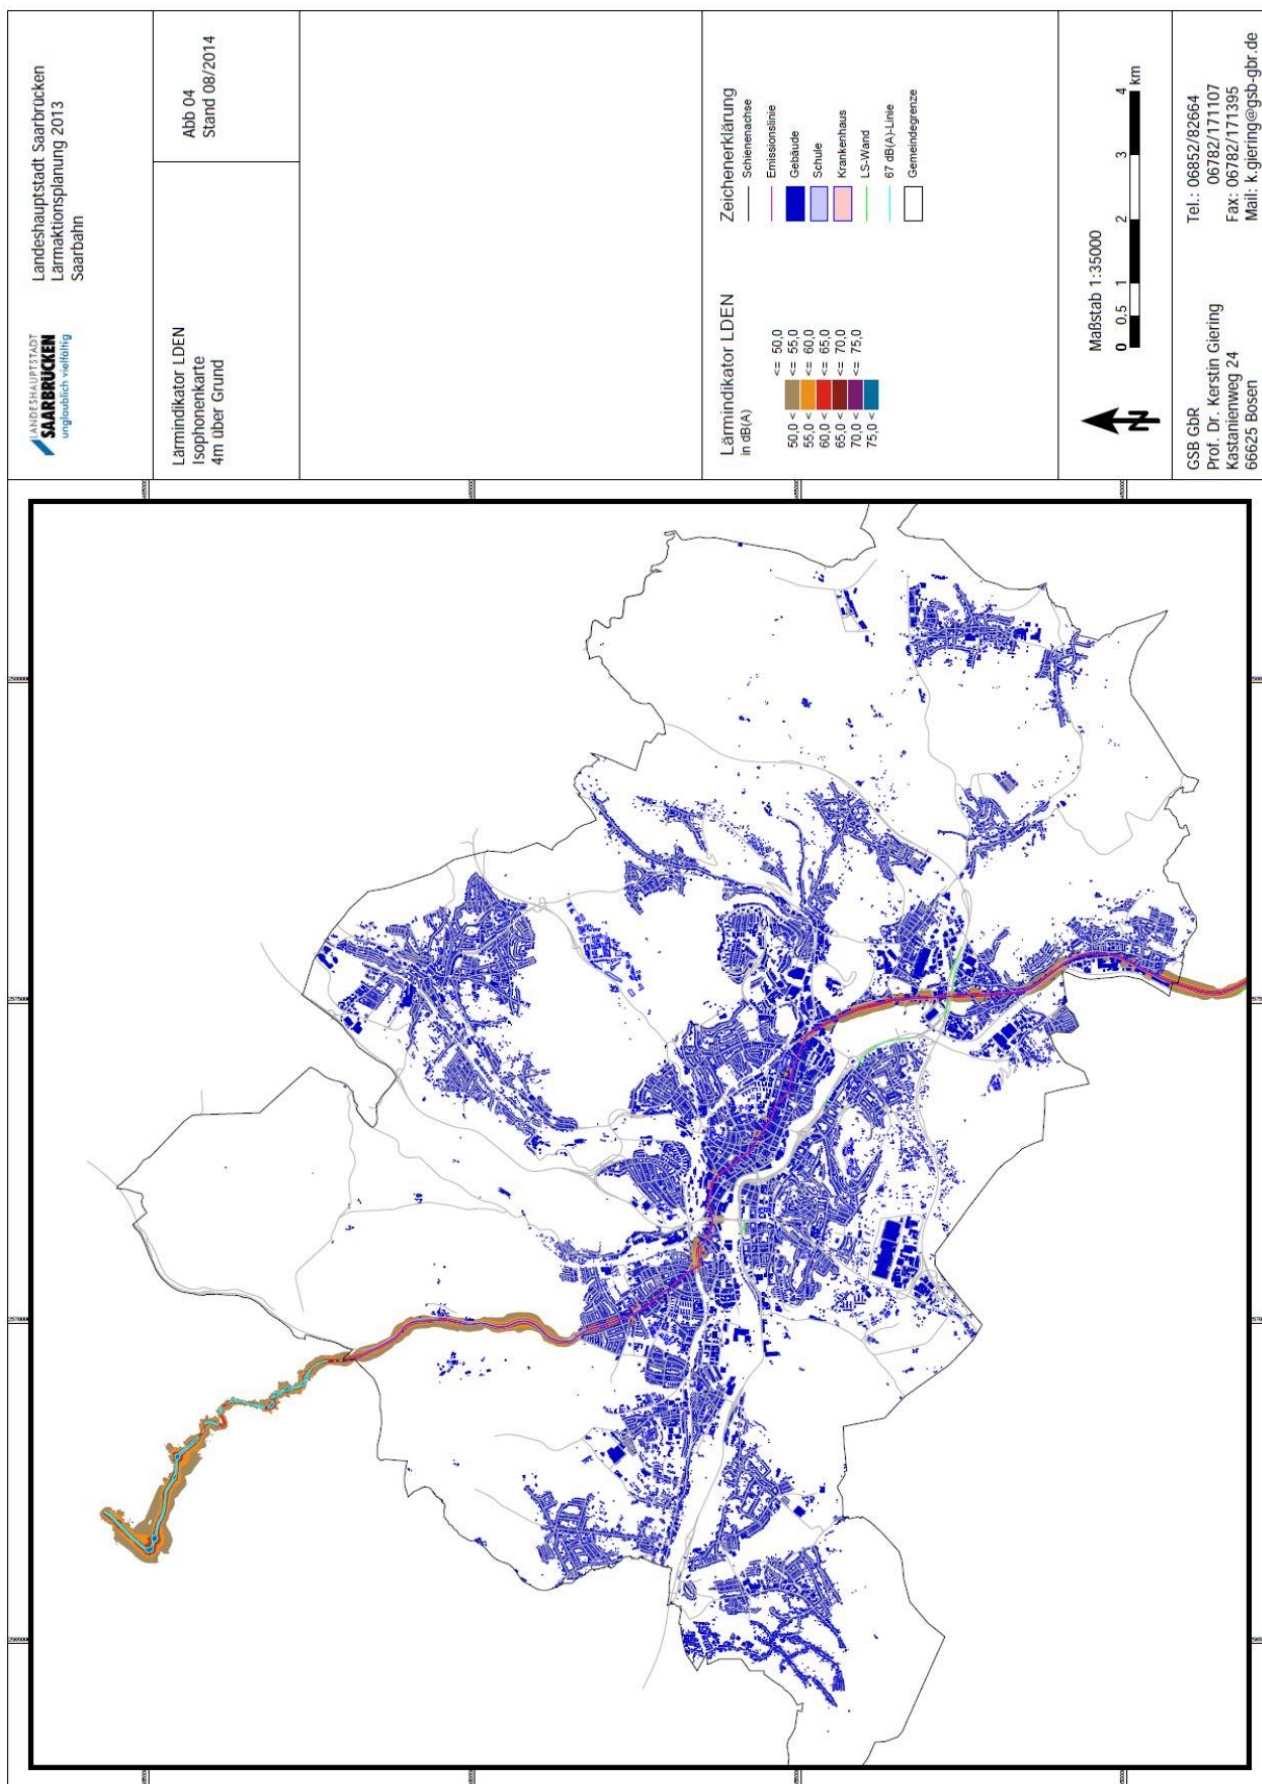 LANDESHAUPTSTADT
SAARBRÜCKEN
unglaublich vielfältig
Landeshauptstadt Saarbrücken
Lärmaktionsplanung 2013
Saarbahn
Lärmindikator LDEN
Isophonenkarte
4m über Grund
Abb 04
Stand 08/2014
Lärmindikator LDEN
in dB(A)
<= 50,0
50,0 < <= 55,0
55,0 < <= 60,0
60,0 < <= 65,0
65,0 < <= 70,0
70,0 < <= 75,0
75,0 <
Zeichenerklärung
Schienenachse
Emissionslinie
Gebäude
Schule
Krankenhaus
LS-Wand
67 dB(A)-Linie
Gemeindegrenze
N
Maßstab 1:35000
0 0,5 1 2 3 4 km
GSB GbR
Prof. Dr. Kerstin Giering
Kastanienweg 24
66625 Bosen
Tel.: 06852/82664
06782/171107
Fax: 06782/171395
Mail: k.giering@gsb-gbr.de